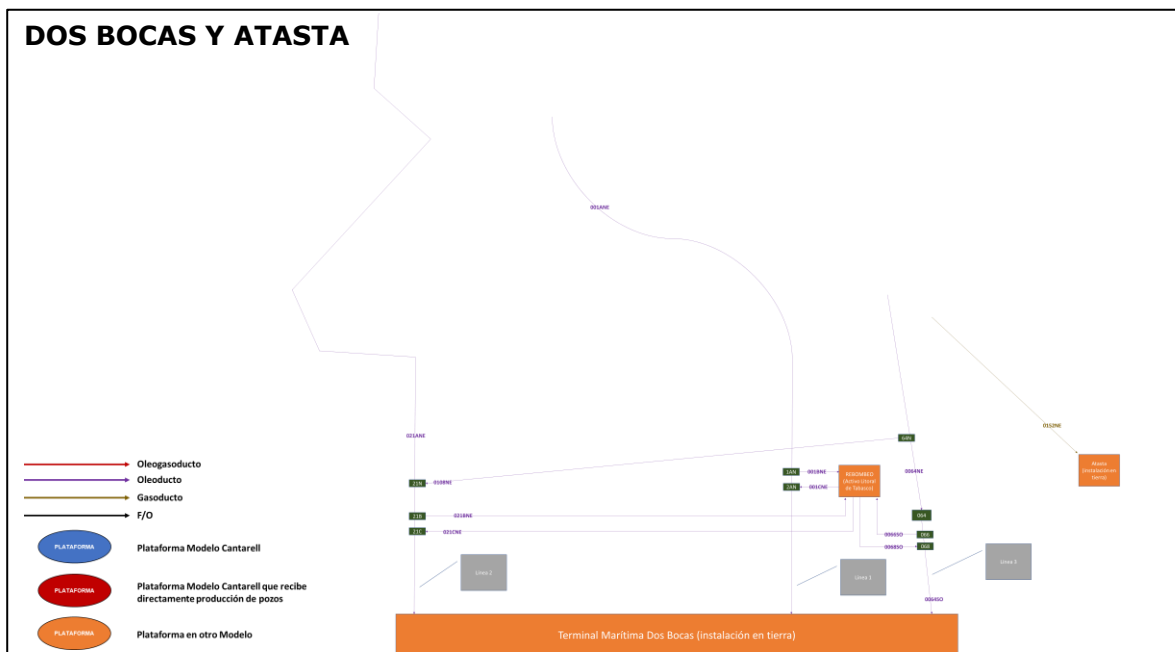 DOS BOCAS Y ATASTA
001ANE
0152NE
021ANE
64N
Atasta
(instalación en
tierra)
Oleogasoducto
Oleoducto
Gasoducto
F/O
21N
010BNE
1AN
001BNE
REBOMBEO
(Activo Litoral
de Tabasco)
0064NE
2AN
001CNE
21B
021BNE
064
21C
021CNE
0066SO
066
0068SO
068
PLATAFORMA
Plataforma Modelo Cantarell
Línea 2
Línea 1
Línea 3
PLATAFORMA
Plataforma Modelo Cantarell que recibe
directamente producción de pozos
0064SO
PLATAFORMA
Plataforma en otro Modelo
Terminal Marítima Dos Bocas (instalación en tierra)